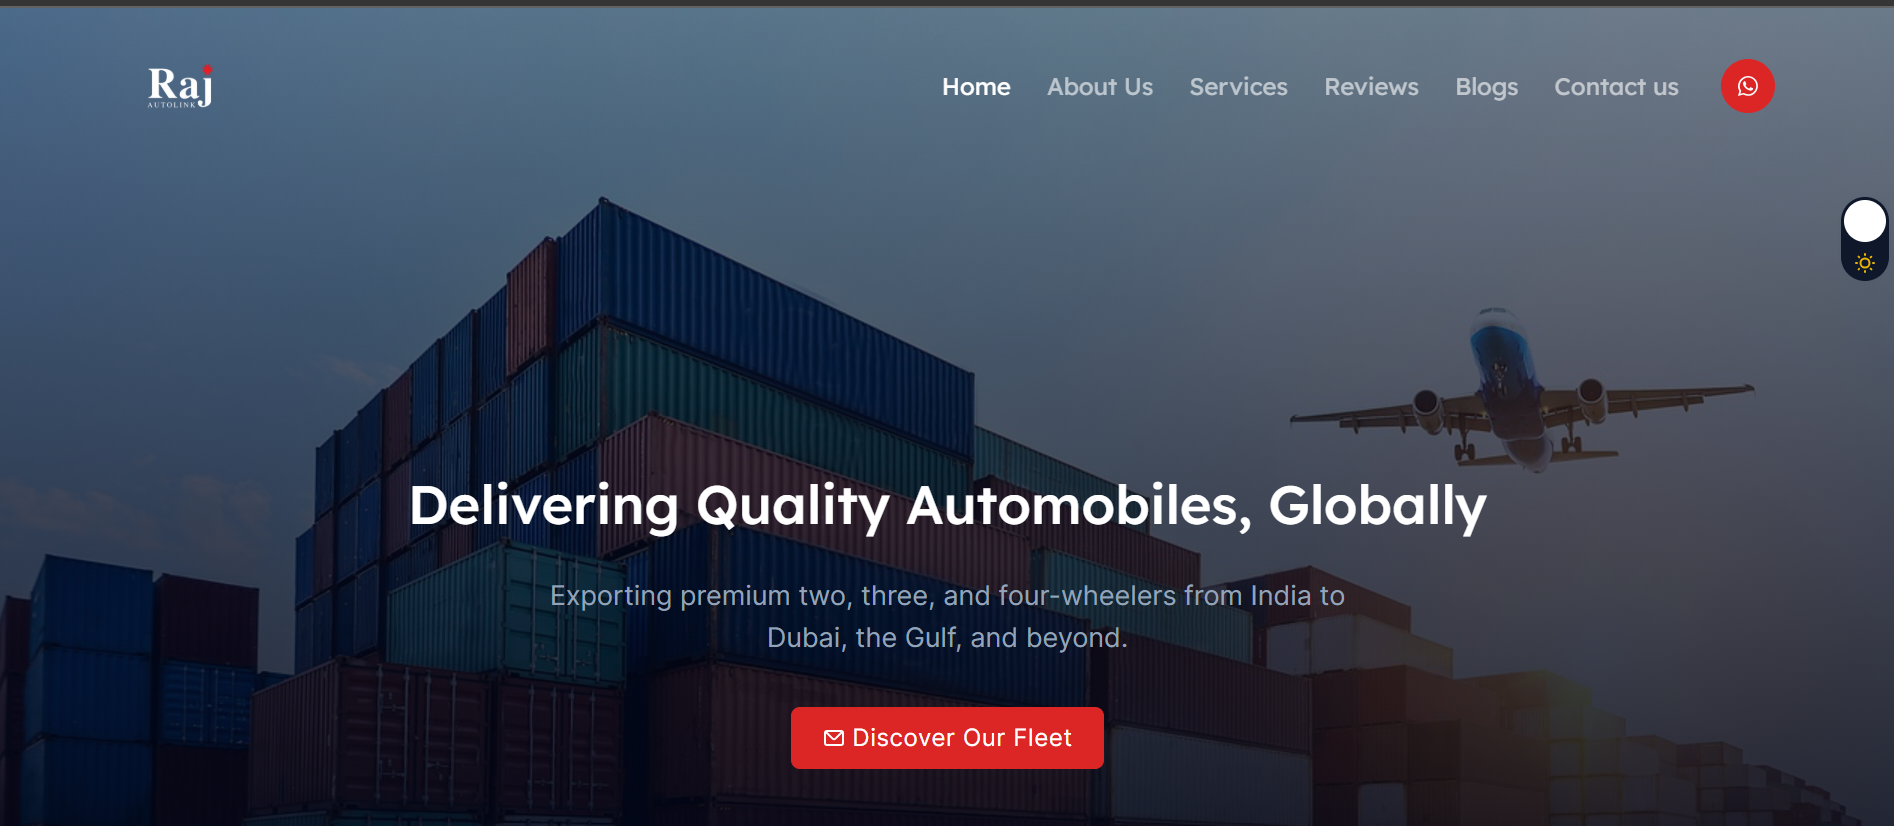 Raj
AUTOLINK
Home About Us Services Reviews Blogs Contact us
Delivering Quality Automobiles, Globally
Exporting premium two, three, and four-wheelers from India to
Dubai, the Gulf, and beyond.
Discover Our Fleet